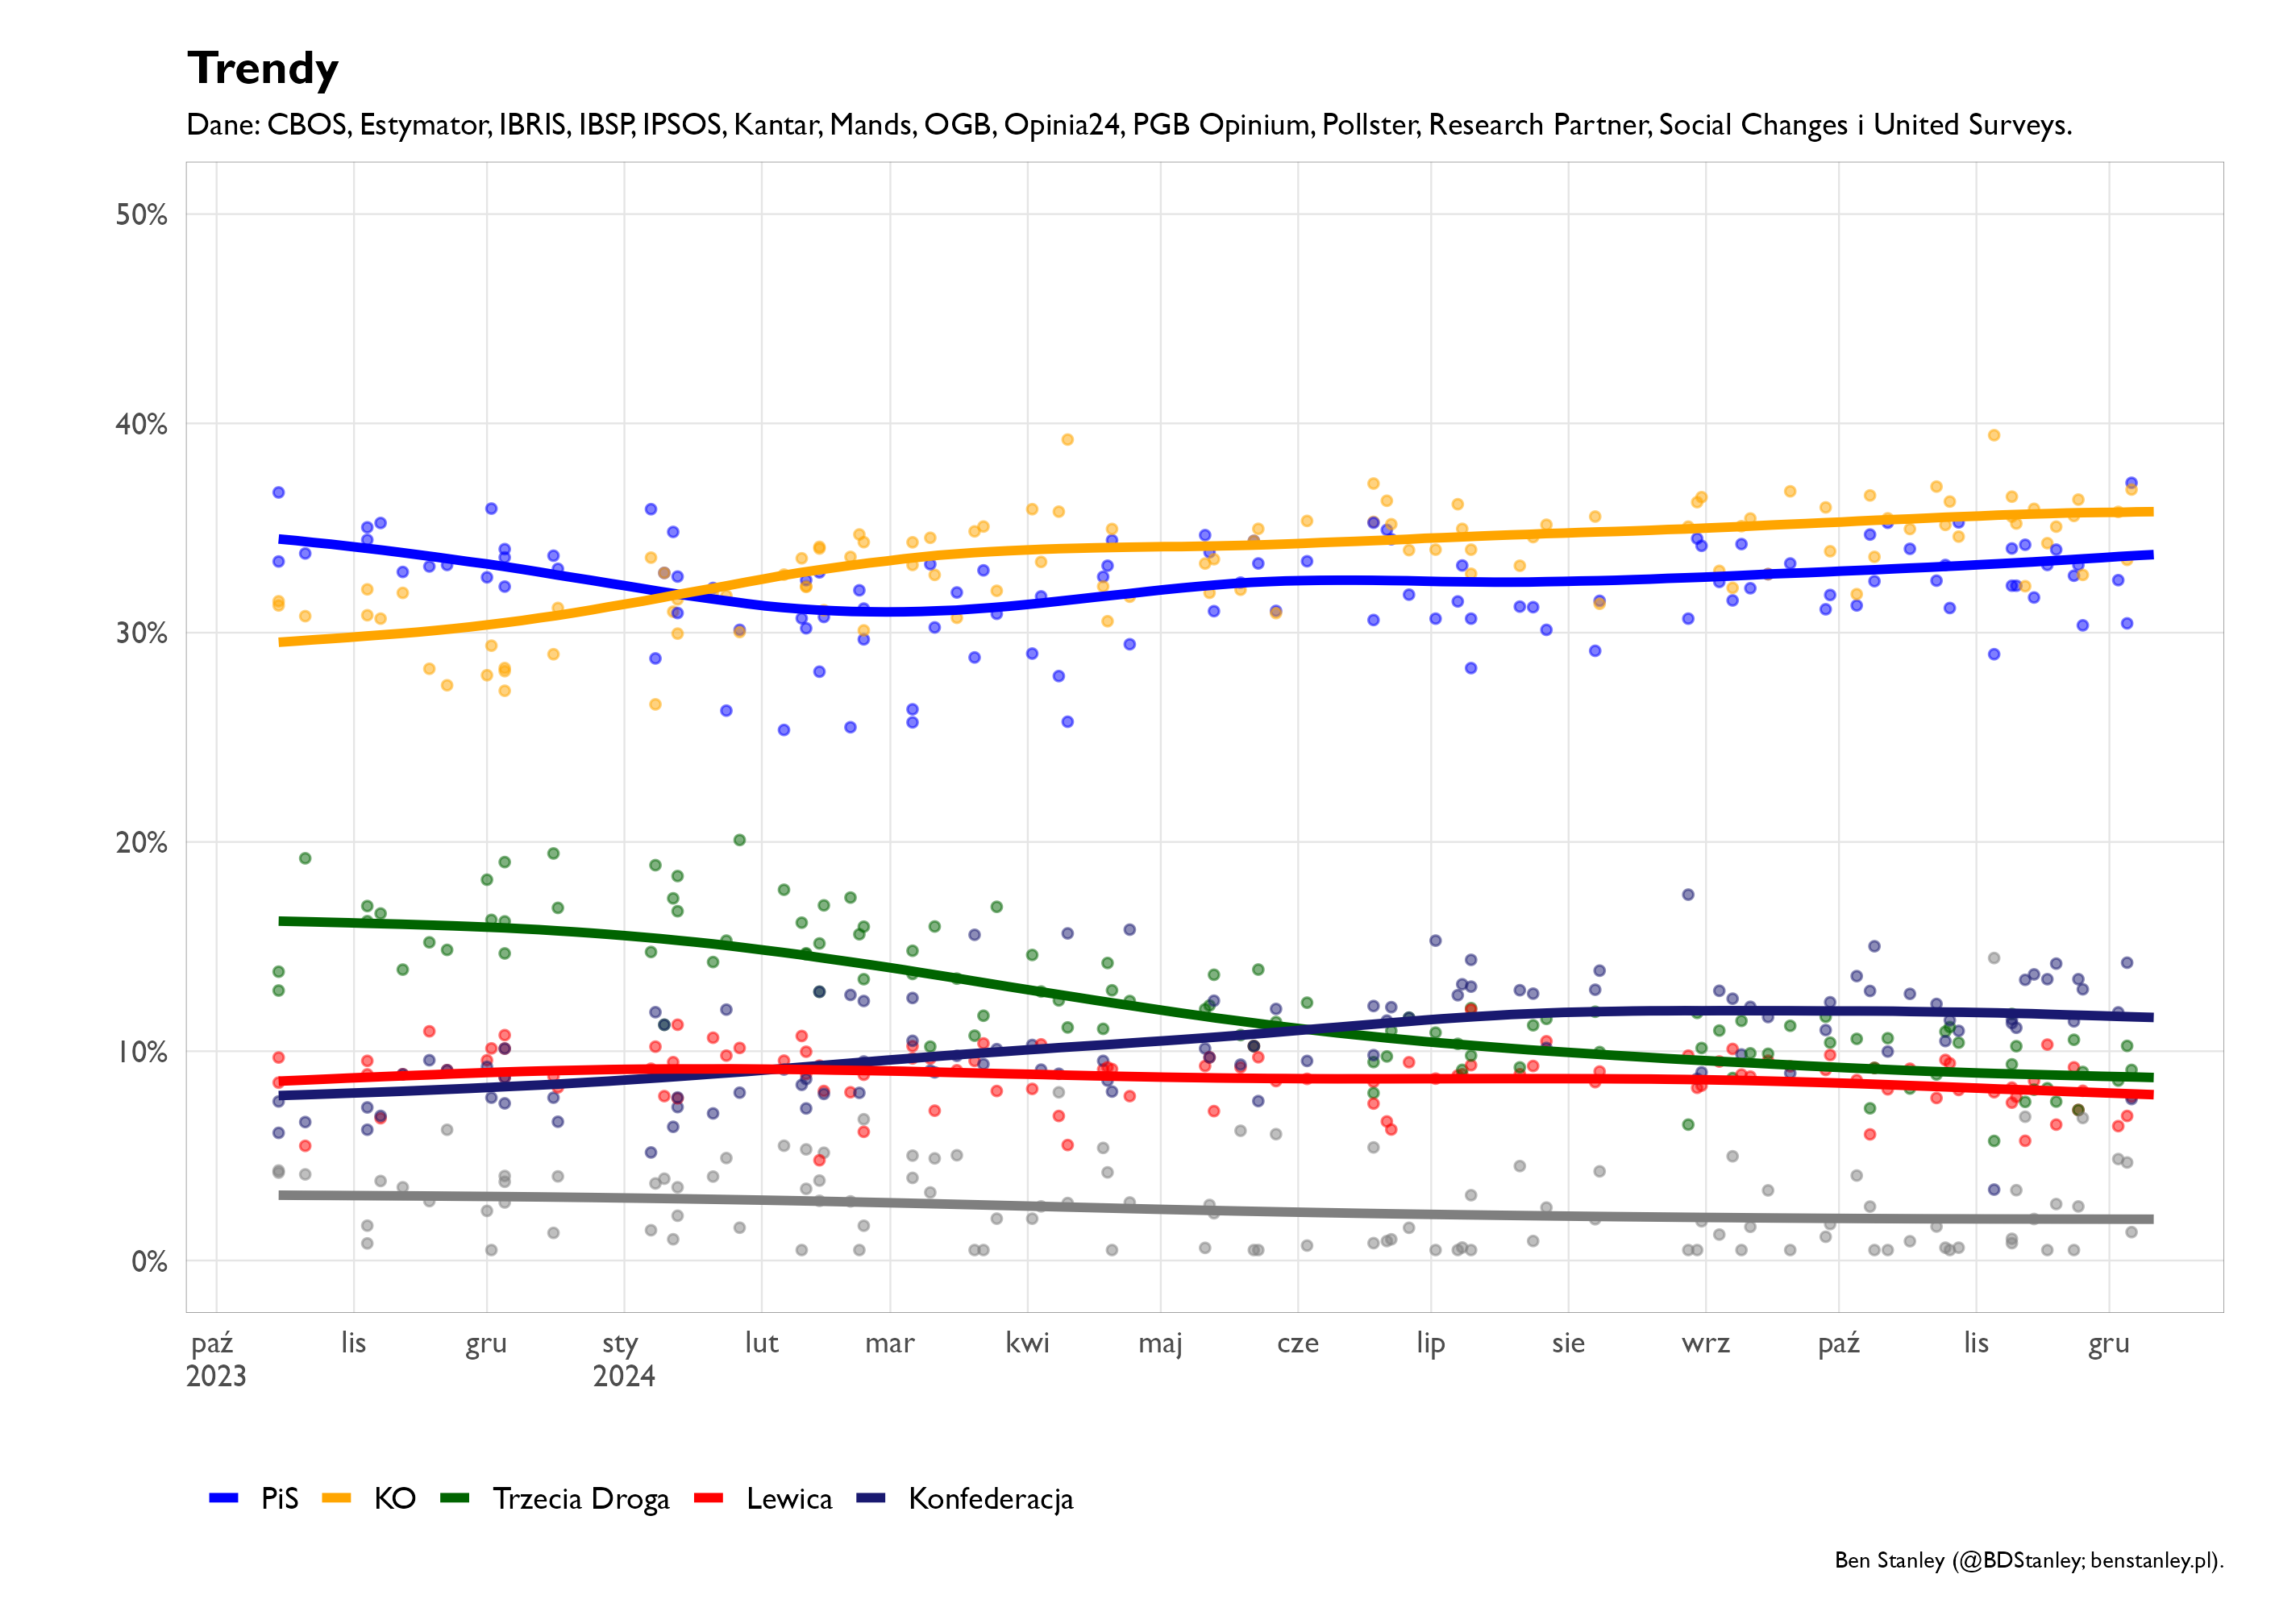 Trendy
Dane: CBOS, Estymator, IBRIS, IBSP, IPSOS, Kantar, Mands, OGB, Opinia24, PGB Opinium, Pollster, Research Partner, Social Changes i United Surveys.
50%
40%
30%
20%
10%
0%
paź lis gru sty lut mar kwi maj cze lip sie wrz paź lis gru
2023 2024
PiS KO Trzecia Droga Lewica Konfederacja
Ben Stanley (@BDStanley; benstanley.pl).